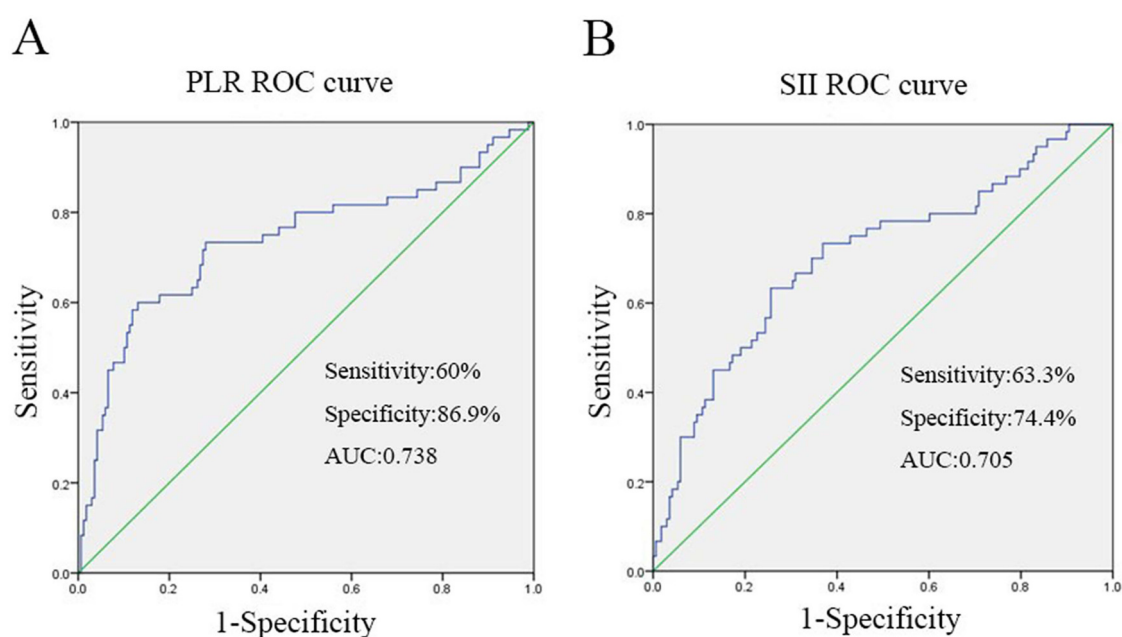 A
PLR ROC curve
1.0
0.8
0.6
0.4
0.2
0.0
Sensitivity
Sensitivity:60%
Specificity:86.9%
AUC:0.738
0.0
0.2
0.4
0.6
0.8
1.0
1-Specificity
B
SII ROC curve
1.0
0.8
0.6
0.4
0.2
0.0
Sensitivity
Sensitivity:63.3%
Specificity:74.4%
AUC:0.705
0.0
0.2
0.4
0.6
0.8
1.0
1-Specificity